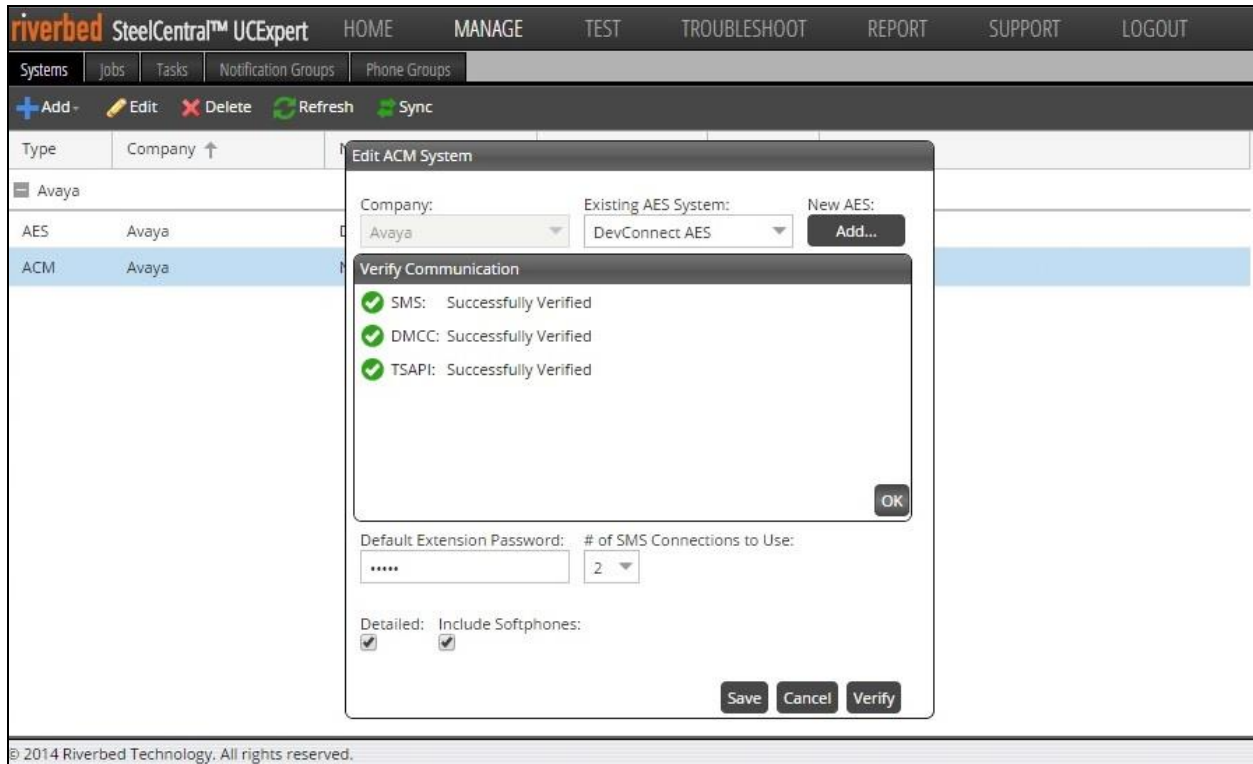 riverbed SteelCentral™ UCExpert HOME MANAGE TEST TROUBLESHOOT REPORT SUPPORT LOGOUT
Systems Jobs Tasks Notification Groups Phone Groups
Add Edit Delete Refresh Sync
Type Company
Edit ACM System
Avaya
Company: Existing AES System: New AES:
AES Avaya
Avaya DevConnect AES Add...
ACM Avaya
Verify Communication
SMS: Successfully Verified
DMCC: Successfully Verified
TSAPI: Successfully Verified
OK
Default Extension Password: # of SMS Connections to Use:
••••• 2
Detailed: Include Softphones:
Save Cancel Verify
© 2014 Riverbed Technology. All rights reserved.